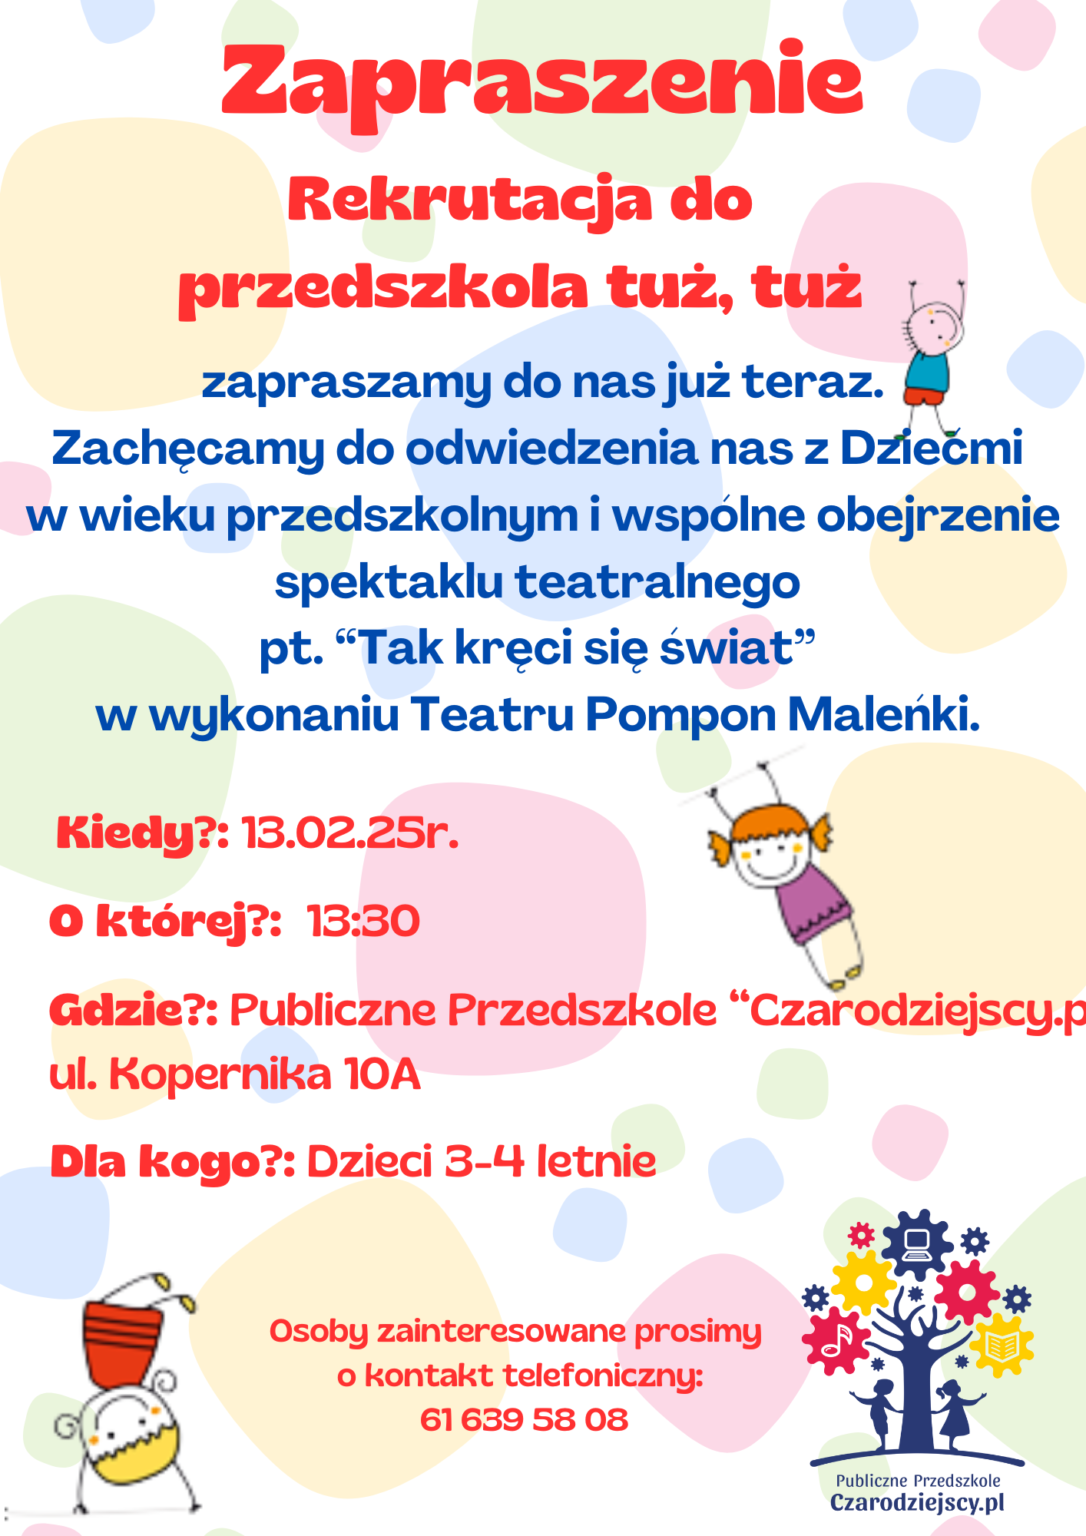 Zapraszenie
Rekrutacja do
przedszkola tuż, tuż
zapraszamy do nas już teraz.
Zachęcamy do odwiedzenia nas z Dziećmi
w wieku przedszkolnym i wspólne obejrzenie
spektaklu teatralnego
pt. “Tak kręci się świat”
w wykonaniu Teatru Pompon Maleńki.
Kiedy?: 13.02.25r.
O której?: 13:30
Gdzie?: Publiczne Przedszkole “Czarodziejscy.p
ul. Kopernika 10A
Dla kogo?: Dzieci 3-4 letnie
Osoby zainteresowane prosimy
o kontakt telefoniczny:
61 639 58 08
Publiczne Przedszkole
Czarodziejscy.pl